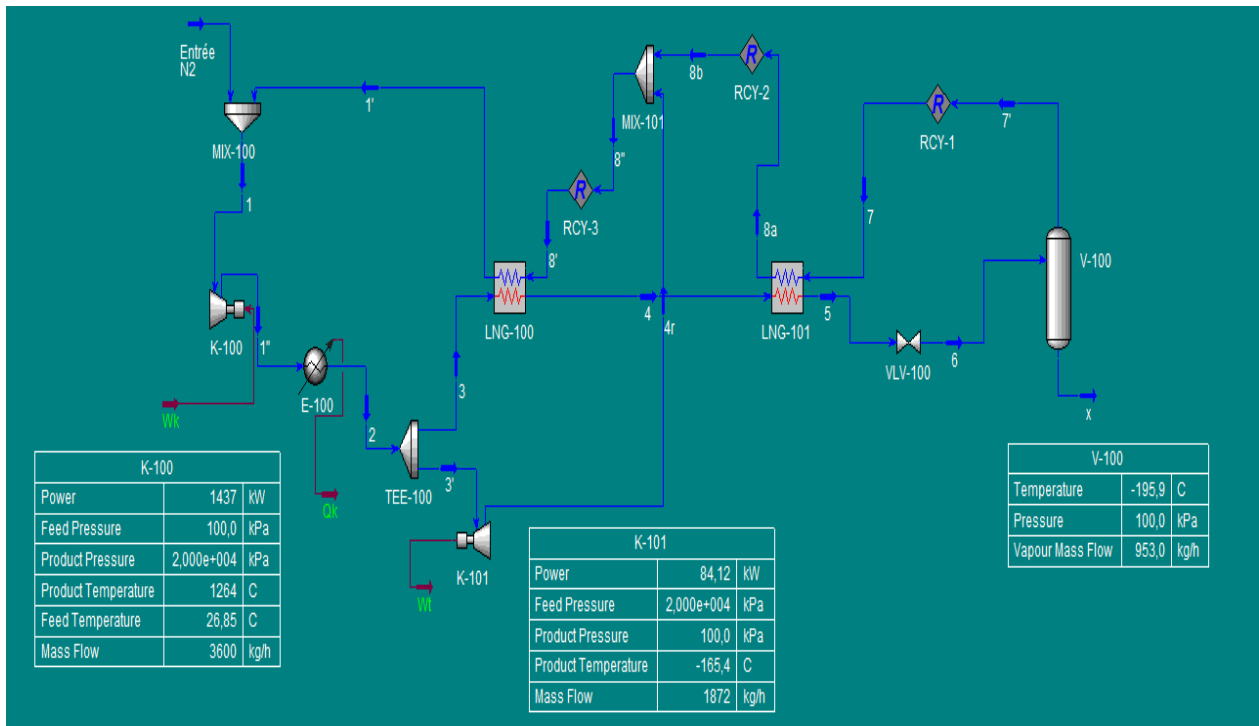 Entrée
N2
1'
8b
RCY-2
MIX-101
RCY-1
7'
MIX-100
8"
1
RCY-3
8'
8a
7
V-100
K-100
1"
LNG-100
4
4r
LNG-101
5
VLV-100
6
E-100
3
Wk
2
x
Qk
TEE-100
3'
K-101
Wt
K-100
Power 1437 kW
Feed Pressure 100,0 kPa
Product Pressure 2,000e+004 kPa
Product Temperature 1264 C
Feed Temperature 26,85 C
Mass Flow 3600 kg/h
K-101
Power 84,12 kW
Feed Pressure 2,000e+004 kPa
Product Pressure 100,0 kPa
Product Temperature -165,4 C
Mass Flow 1872 kg/h
V-100
Temperature -195,9 C
Pressure 100,0 kPa
Vapour Mass Flow 953,0 kg/h
R
R
R